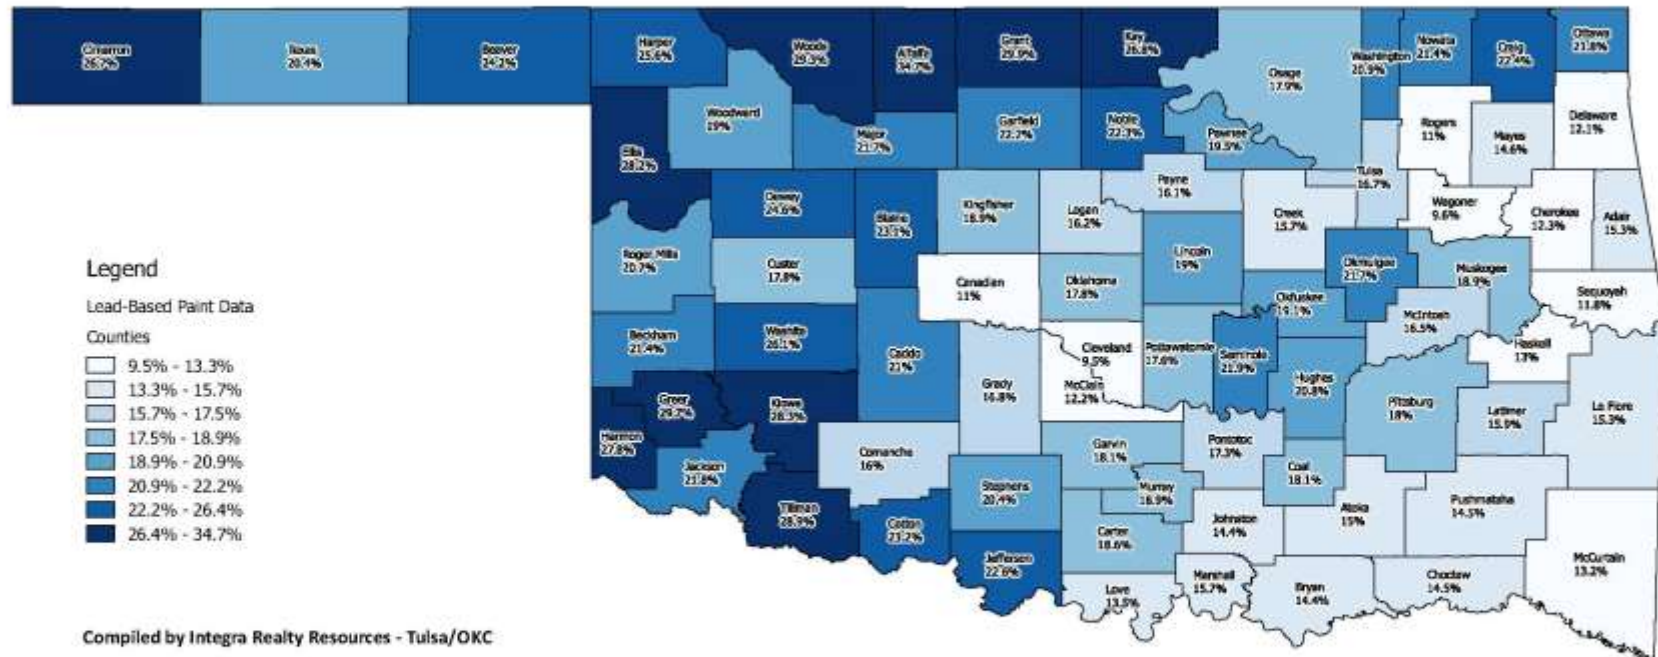 Cimarron
26.7%
Texas
20.4%
Beaver
24.2%
Harper
25.6%
Woods
29.3%
Alfalfa
34.7%
Grant
29.9%
Kay
26.8%
Osage
17.9%
Washington
20.9%
Nowata
21.4%
Craig
22.4%
Ottawa
21.8%
Woodward
19%
Ellis
28.2%
Major
21.7%
Garfield
22.2%
Noble
22.3%
Pawnee
19.5%
Rogers
11%
Mayes
14.6%
Delaware
12.1%
Dewey
24.6%
Blaine
23.1%
Kingfisher
18.9%
Logan
16.2%
Payne
16.1%
Creek
15.7%
Tulsa
16.7%
Wagoner
9.6%
Cherokee
12.3%
Adair
15.3%
Roger Mills
20.7%
Custer
17.8%
Canadian
11%
Oklahoma
17.8%
Lincoln
19%
Okmulgee
21.7%
Muskogee
18.9%
Sequoyah
11.8%
Okfuskee
19.1%
McIntosh
16.5%
Beckham
21.4%
Washita
26.1%
Caddo
21%
Grady
16.8%
Cleveland
9.5%
McClain
12.2%
Pottawatomie
17.6%
Seminole
21.9%
Hughes
20.8%
Pittsburg
18%
Haskell
13%
Latimer
15.9%
Le Flore
15.3%
Greer
Kiowa
28.3%
Harmon
27.8%
Jackson
21.8%
Comanche
16%
Tillman
28.9%
Cotton
Stephens
20.4%
Jefferson
22.6%
Garvin
18.1%
Murray
Pontotoc
17.3%
Coal
18.1%
Carter
18.6%
Johnston
14.4%
Atoka
15%
Pushmataha
14.5%
Love
13.5%
Marshall
15.7%
Bryan
14.4%
Choctaw
14.5%
McCurtain
13.2%
Legend
Lead-Based Paint Data
Counties
9.5% - 13.3%
13.3% - 15.7%
15.7% - 17.5%
17.5% - 18.9%
18.9% - 20.9%
20.9% - 22.2%
22.2% - 26.4%
26.4% - 34.7%
Compiled by Integra Realty Resources - Tulsa/OKC